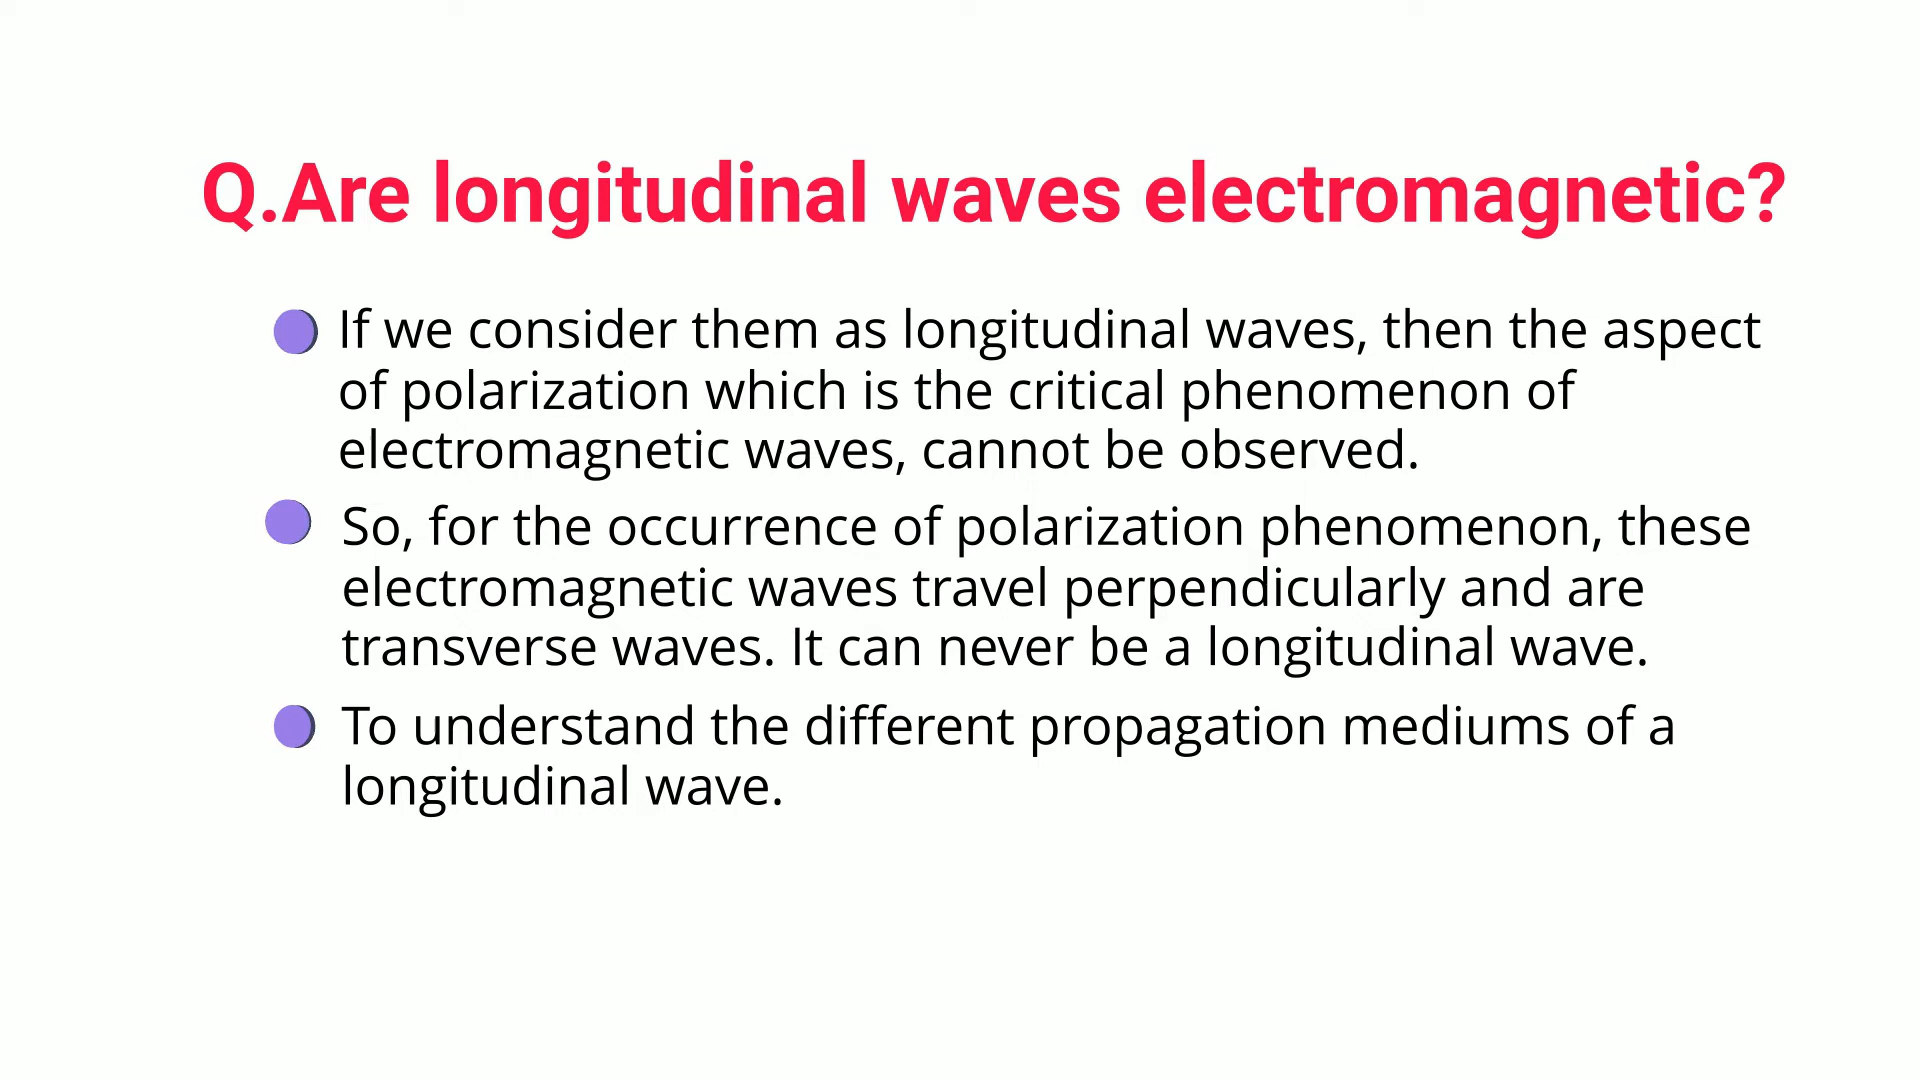 Q.Are longitudinal waves electromagnetic?
If we consider them as longitudinal waves, then the aspect
of polarization which is the critical phenomenon of
electromagnetic waves, cannot be observed.
So, for the occurrence of polarization phenomenon, these
electromagnetic waves travel perpendicularly and are
transverse waves. It can never be a longitudinal wave.
To understand the different propagation mediums of a
longitudinal wave.